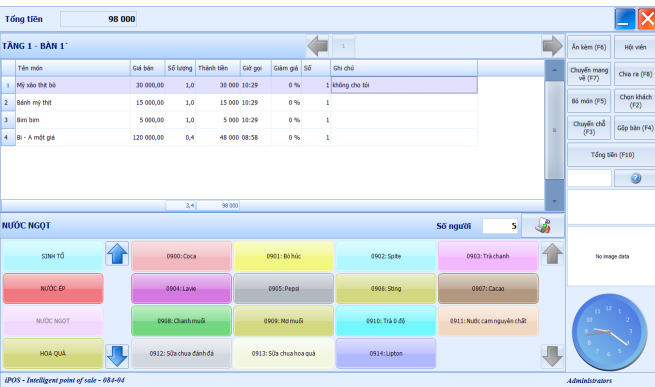 Tổng tiền 98 000
TẦNG 1 - BÀN 1`
1
Tên món Giá bán Số lượng Thành tiền Giờ gọi Giảm giá Số Ghi chú
1 Mỳ xào thịt bò 30 000,00 1,0 30 000 10:29 0 % 1 không cho tỏi
2 Bánh mý thịt 15 000,00 1,0 15 000 10:29 0 % 1
3 Bim bim 5 000,00 1,0 5 000 10:29 0 % 1
4 Bi - A một giá 120 000,00 0,4 48 000 08:58 0 % 1
3,4 98 000
Ăn kèm (F6) Hội viên
Chuyển mang về (F7) Chia ra (F8)
Bỏ món (F5) Chọn khách (F2)
Chuyển chỗ (F3) Gộp bàn (F4)
Tổng tiền (F10)
NƯỚC NGỌT Số người 5
SINH TỐ 0900: Coca 0901: Bò húc 0902: Spite 0903: Trà chanh
NƯỚC ÉP 0904: Lavie 0905: Pepsi 0906: Sting 0907: Cacao
NƯỚC NGỌT 0908: Chanh muối 0909: Mơ muối 0910: Trà 0 độ 0911: Nước cam nguyên chất
HOA QUẢ 0912: Sữa chua đánh đá 0913: Sữa chua hoa quả 0914: Lipton
No image data
iPOS - Intelligent point of sale - 084-04 Administrators